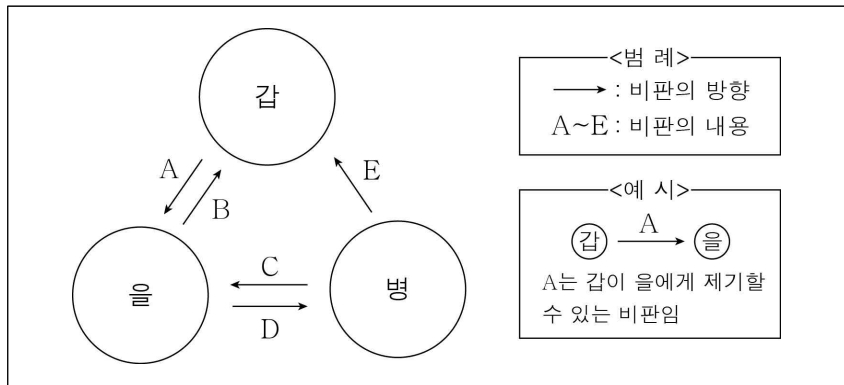 갑
을
병
A
B
C
D
E
<범 례>
⟶ : 비판의 방향
A~E : 비판의 내용
<예 시>
갑 A 을
A는 갑이 을에게 제기할
수 있는 비판임